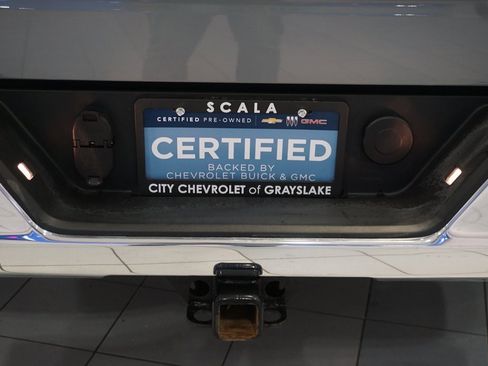 SCALA
CERTIFIED PRE-OWNED GMC
CERTIFIED
BACKED BY
CHEVROLET BUICK & GMC
CITY CHEVROLET of GRAYSLAKE